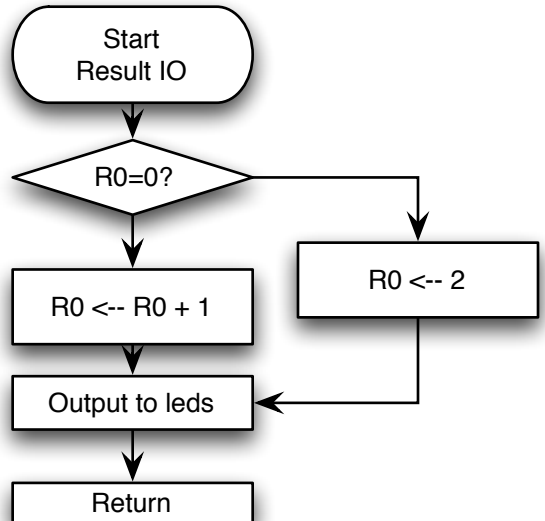 Start
Result IO
R0=0?
R0 <-- R0 + 1
R0 <-- 2
Output to leds
Return